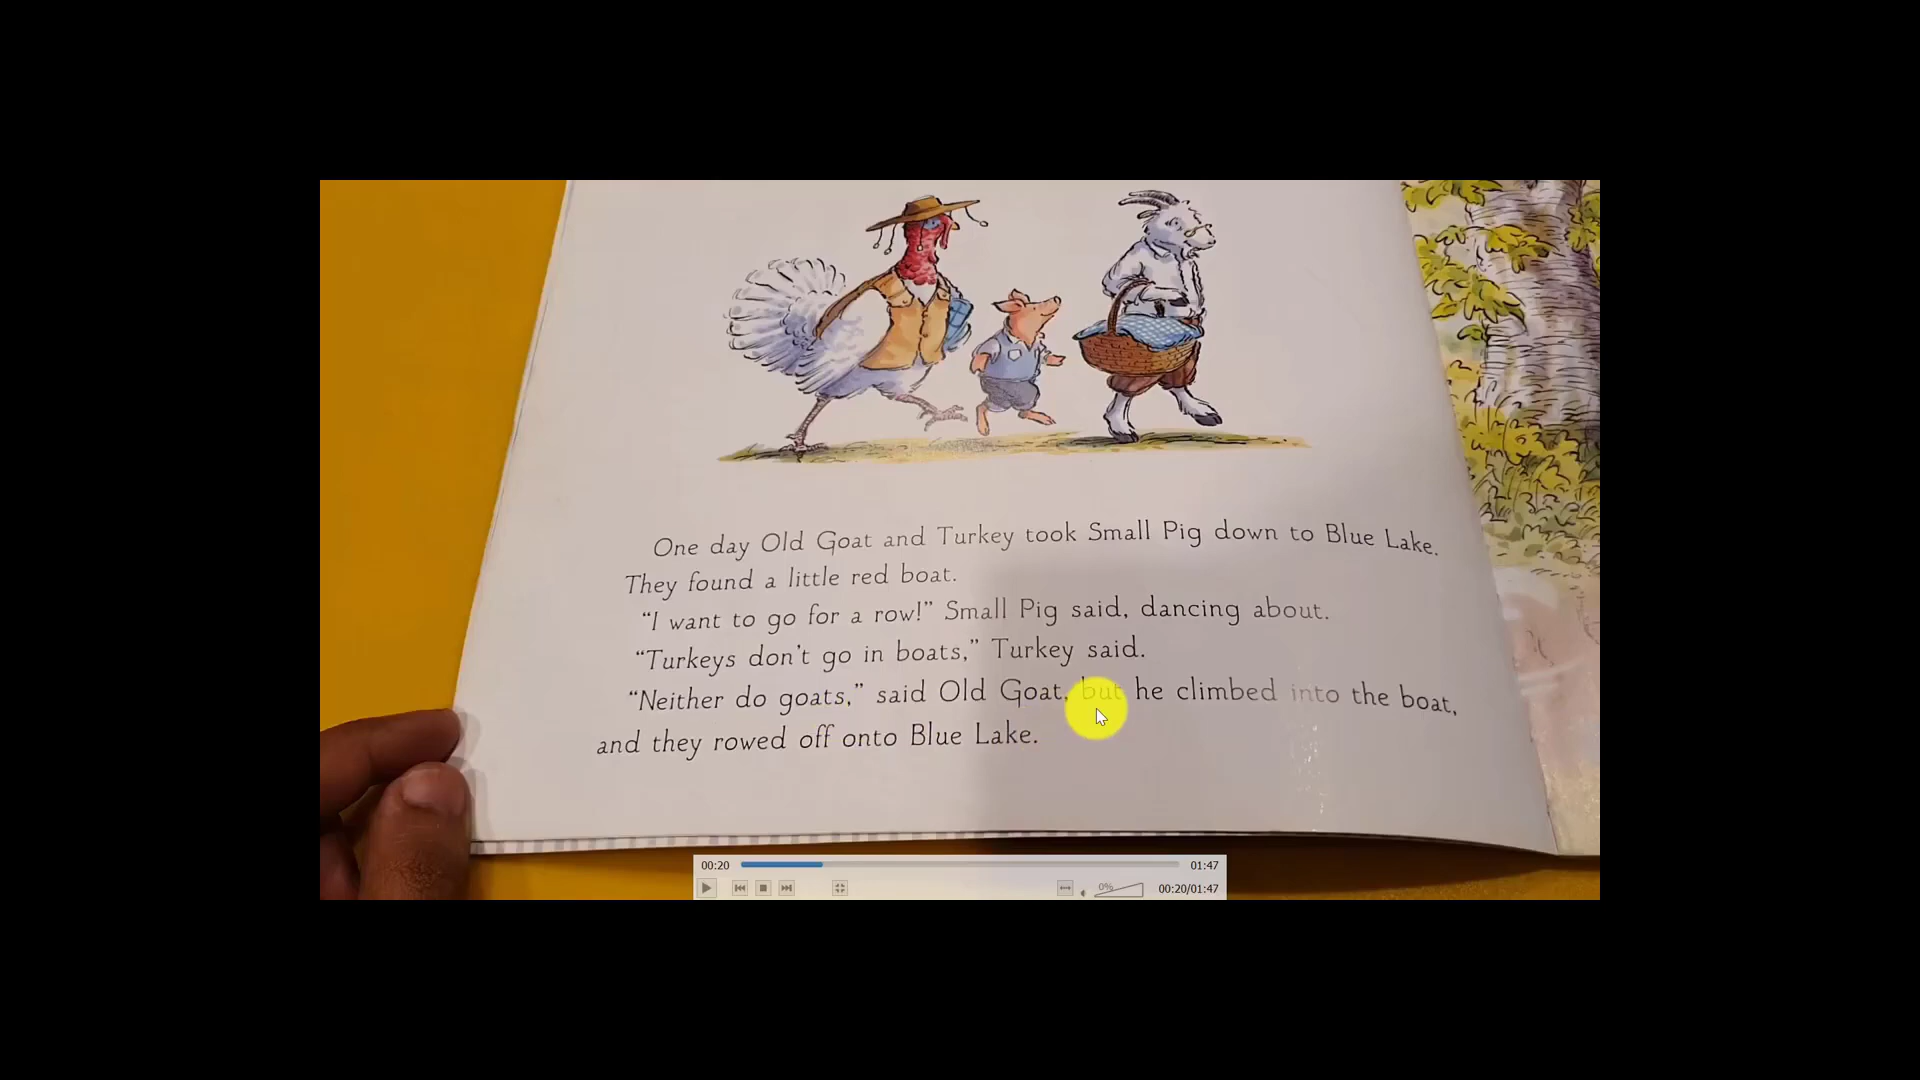 One day Old Goat and Turkey took Small Pig down to Blue Lake.
They found a little red boat.
“I want to go for a row!” Small Pig said, dancing about.
“Turkeys don’t go in boats,” Turkey said.
“Neither do goats,” said Old Goat, but he climbed into the boat,
and they rowed off onto Blue Lake.
00:20 01:47
0% 00:20/01:47